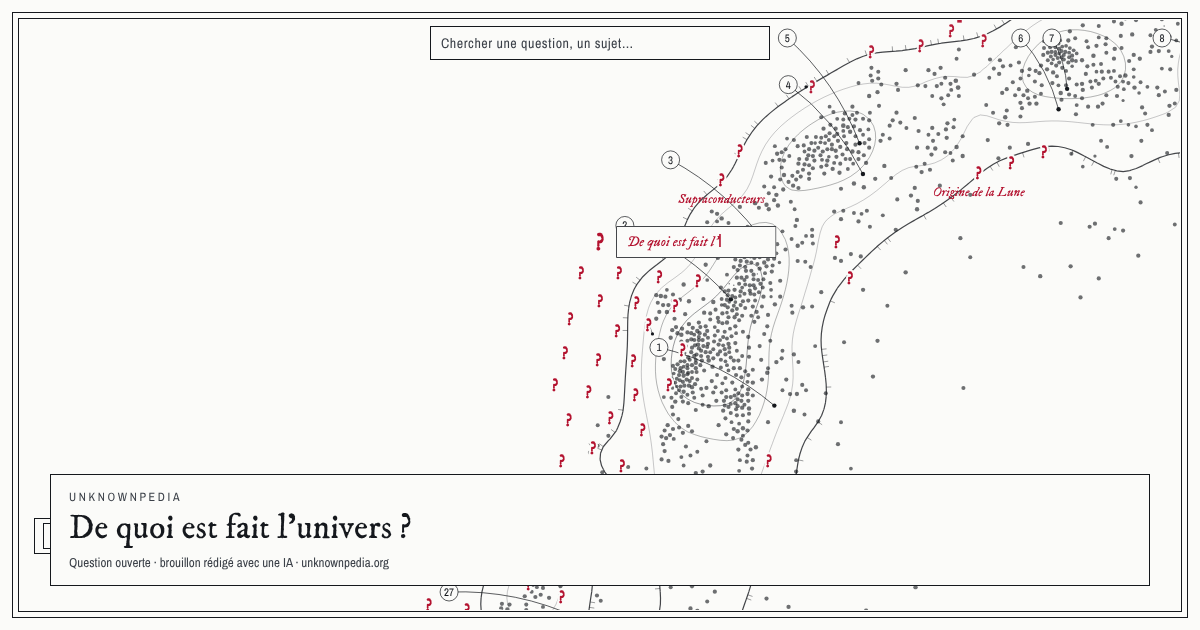 Chercher une question, un sujet…
5
6
7
8
4
3
Supraconducteurs
Origine de la Lune
2
De quoi est fait l’
1
UNKNOWNPEDIA
De quoi est fait l’univers ?
Question ouverte · brouillon rédigé avec une IA · unknownpedia.org
27